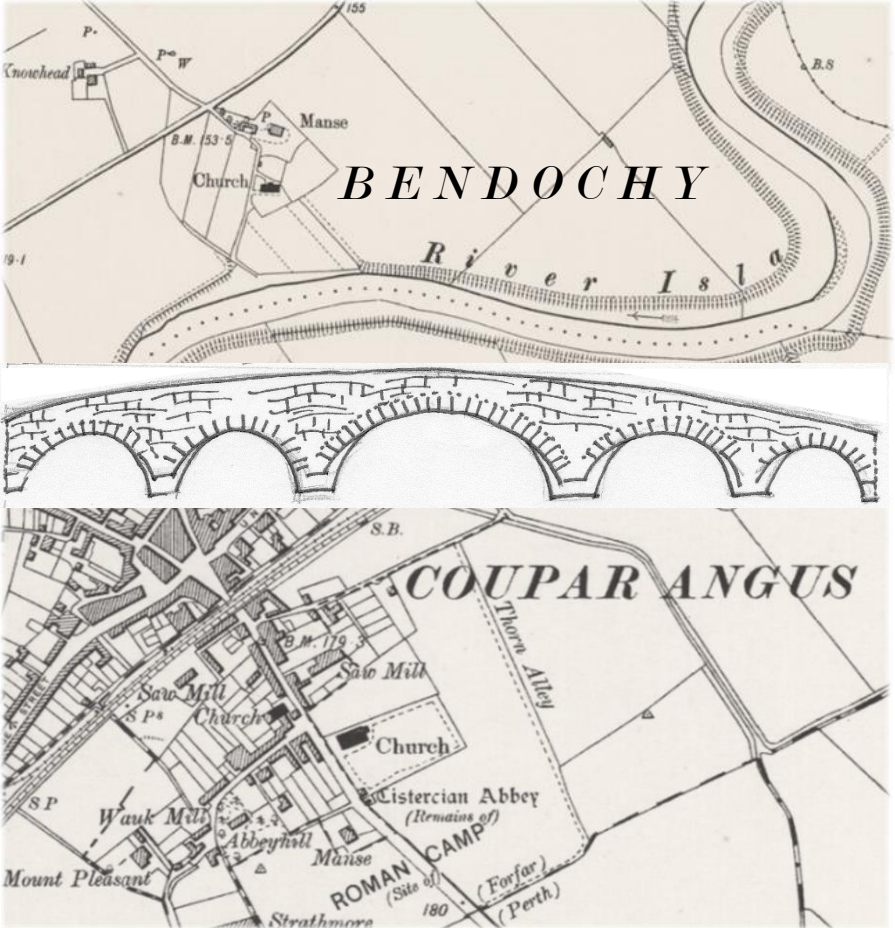 155
P.
P. W
Knowhead
P
Manse
B.M. 153·5
B.S
Church
BENDOCHY
River Isla
S.B.
COUPAR ANGUS
Thorn Alley
B.M. 179·3
Saw Mill
Saw Mill
STREET
Church
S Ps
Church
Cistercian Abbey
(Remains of)
S P
Wauk Mill
Abbeyhill
Manse
ROMAN CAMP
(Site of)
Mount Pleasant
(Forfar)
(Perth)
180
Strathmore